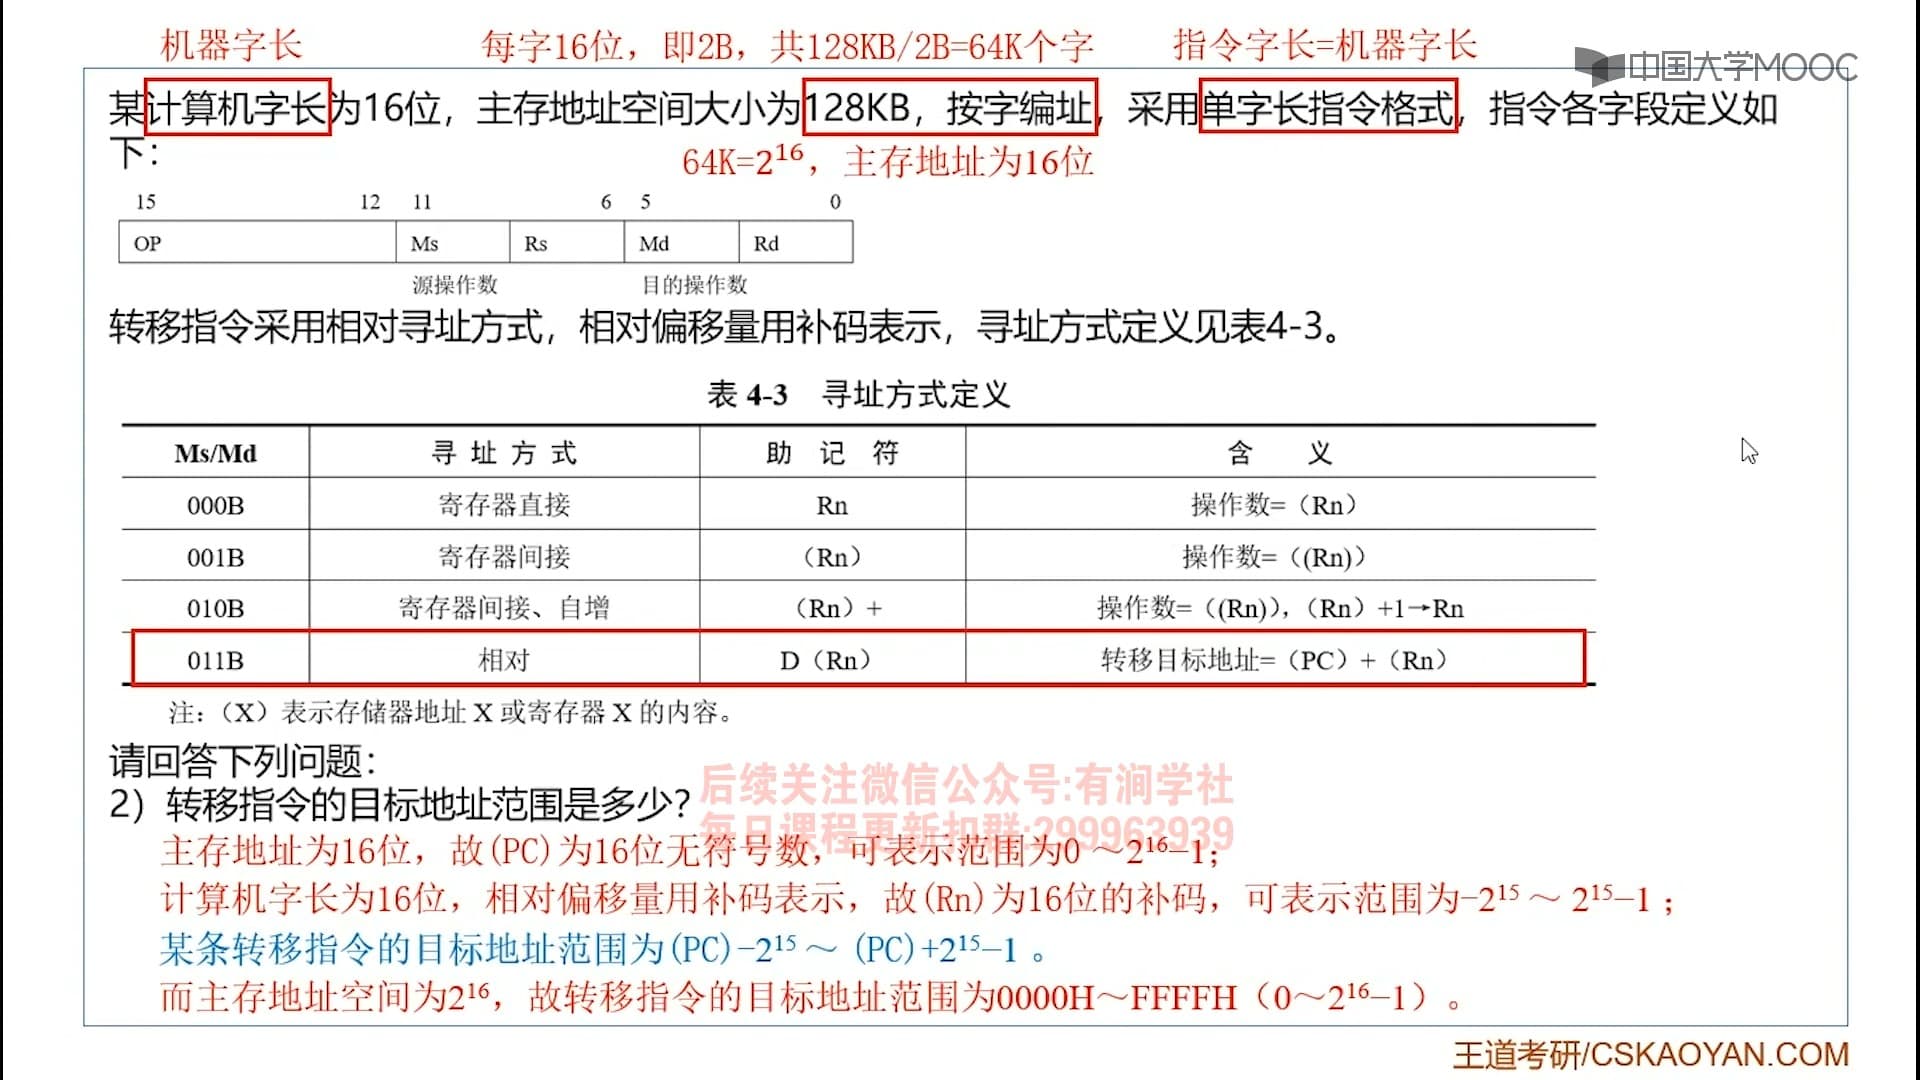 机器字长 每字16位，即2B，共128KB/2B=64K个字 指令字长=机器字长
中国大学MOOC
某计算机字长为16位，主存地址空间大小为128KB，按字编址，采用单字长指令格式，指令各字段定义如
下：
64K=2¹⁶，主存地址为16位
15 12 11 6 5 0
OP Ms Rs Md Rd
源操作数 目的操作数
转移指令采用相对寻址方式，相对偏移量用补码表示，寻址方式定义见表4-3。
表 4-3 寻址方式定义
Ms/Md 寻址方式 助记符 含义
000B 寄存器直接 Rn 操作数=（Rn）
001B 寄存器间接 （Rn） 操作数=（(Rn)）
010B 寄存器间接、自增 （Rn）+ 操作数=（(Rn)），（Rn）+1→Rn
011B 相对 D（Rn） 转移目标地址=（PC）+（Rn）
注：（X）表示存储器地址 X 或寄存器 X 的内容。
请回答下列问题：
2）转移指令的目标地址范围是多少？
后续关注微信公众号:有涧学社
每日课程更新扣群:299963939
主存地址为16位，故(PC)为16位无符号数，可表示范围为0 ～2¹⁶−1；
计算机字长为16位，相对偏移量用补码表示，故(Rn)为16位的补码，可表示范围为−2¹⁵ ～ 2¹⁵−1；
某条转移指令的目标地址范围为(PC)−2¹⁵ ～ (PC)+2¹⁵−1 。
而主存地址空间为2¹⁶，故转移指令的目标地址范围为0000H～FFFFH（0～2¹⁶−1）。
王道考研/CSKAOYAN.COM